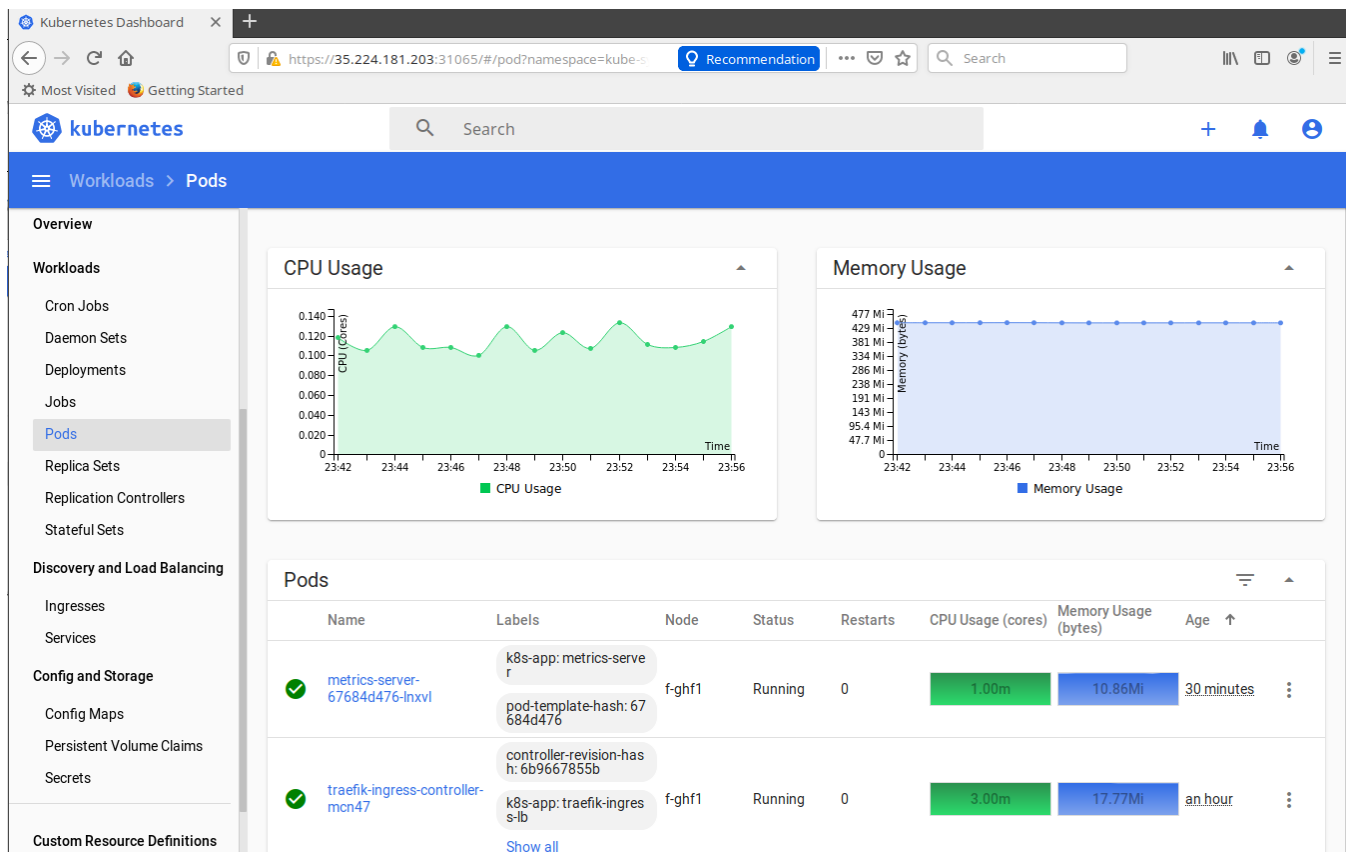 Kubernetes Dashboard
https://35.224.181.203:31065/#/pod?namespace=kube-s
Recommendation
Search
Most Visited
Getting Started
kubernetes
Search
Workloads > Pods
Overview
Workloads
Cron Jobs
Daemon Sets
Deployments
Jobs
Pods
Replica Sets
Replication Controllers
Stateful Sets
Discovery and Load Balancing
Ingresses
Services
Config and Storage
Config Maps
Persistent Volume Claims
Secrets
Custom Resource Definitions
CPU Usage
0.140
0.120
0.100
0.080
0.060
0.040
0.020
0
CPU (cores)
Time
23:42 23:44 23:46 23:48 23:50 23:52 23:54 23:56
CPU Usage
Memory Usage
477 Mi
429 Mi
381 Mi
334 Mi
286 Mi
238 Mi
191 Mi
143 Mi
95.4 Mi
47.7 Mi
0
Memory (bytes)
Time
23:42 23:44 23:46 23:48 23:50 23:52 23:54 23:56
Memory Usage
Pods
Name Labels Node Status Restarts CPU Usage (cores) Memory Usage
(bytes) Age
metrics-server-
67684d476-lnxvl
k8s-app: metrics-serve
r
pod-template-hash: 67
684d476
f-ghf1 Running 0 1.00m 10.86Mi 30 minutes
traefik-ingress-controller-
mcn47
controller-revision-has
h: 6b9667855b
k8s-app: traefik-ingres
s-lb
Show all
f-ghf1 Running 0 3.00m 17.77Mi an hour